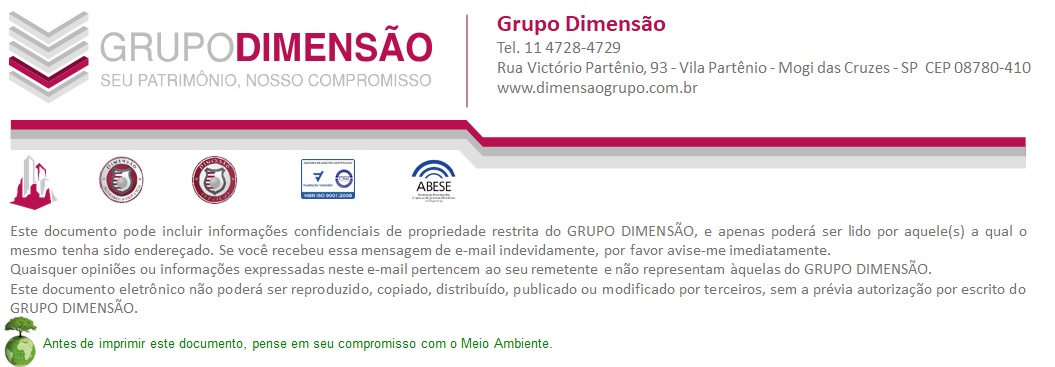 GRUPODIMENSÃO
SEU PATRIMÔNIO, NOSSO COMPROMISSO
Grupo Dimensão
Tel. 11 4728-4729
Rua Victório Partênio, 93 - Vila Partênio - Mogi das Cruzes - SP CEP 08780-410
www.dimensaogrupo.com.br
DIMENSÃO
DIMENSÃO
Fundação Vanzolini
NBR ISO 9001:2008
ABESE
Este documento pode incluir informações confidenciais de propriedade restrita do GRUPO DIMENSÃO, e apenas poderá ser lido por aquele(s) a qual o
mesmo tenha sido endereçado. Se você recebeu essa mensagem de e-mail indevidamente, por favor avise-me imediatamente.
Quaisquer opiniões ou informações expressadas neste e-mail pertencem ao seu remetente e não representam àquelas do GRUPO DIMENSÃO.
Este documento eletrônico não poderá ser reproduzido, copiado, distribuído, publicado ou modificado por terceiros, sem a prévia autorização por escrito do
GRUPO DIMENSÃO.
Antes de imprimir este documento, pense em seu compromisso com o Meio Ambiente.